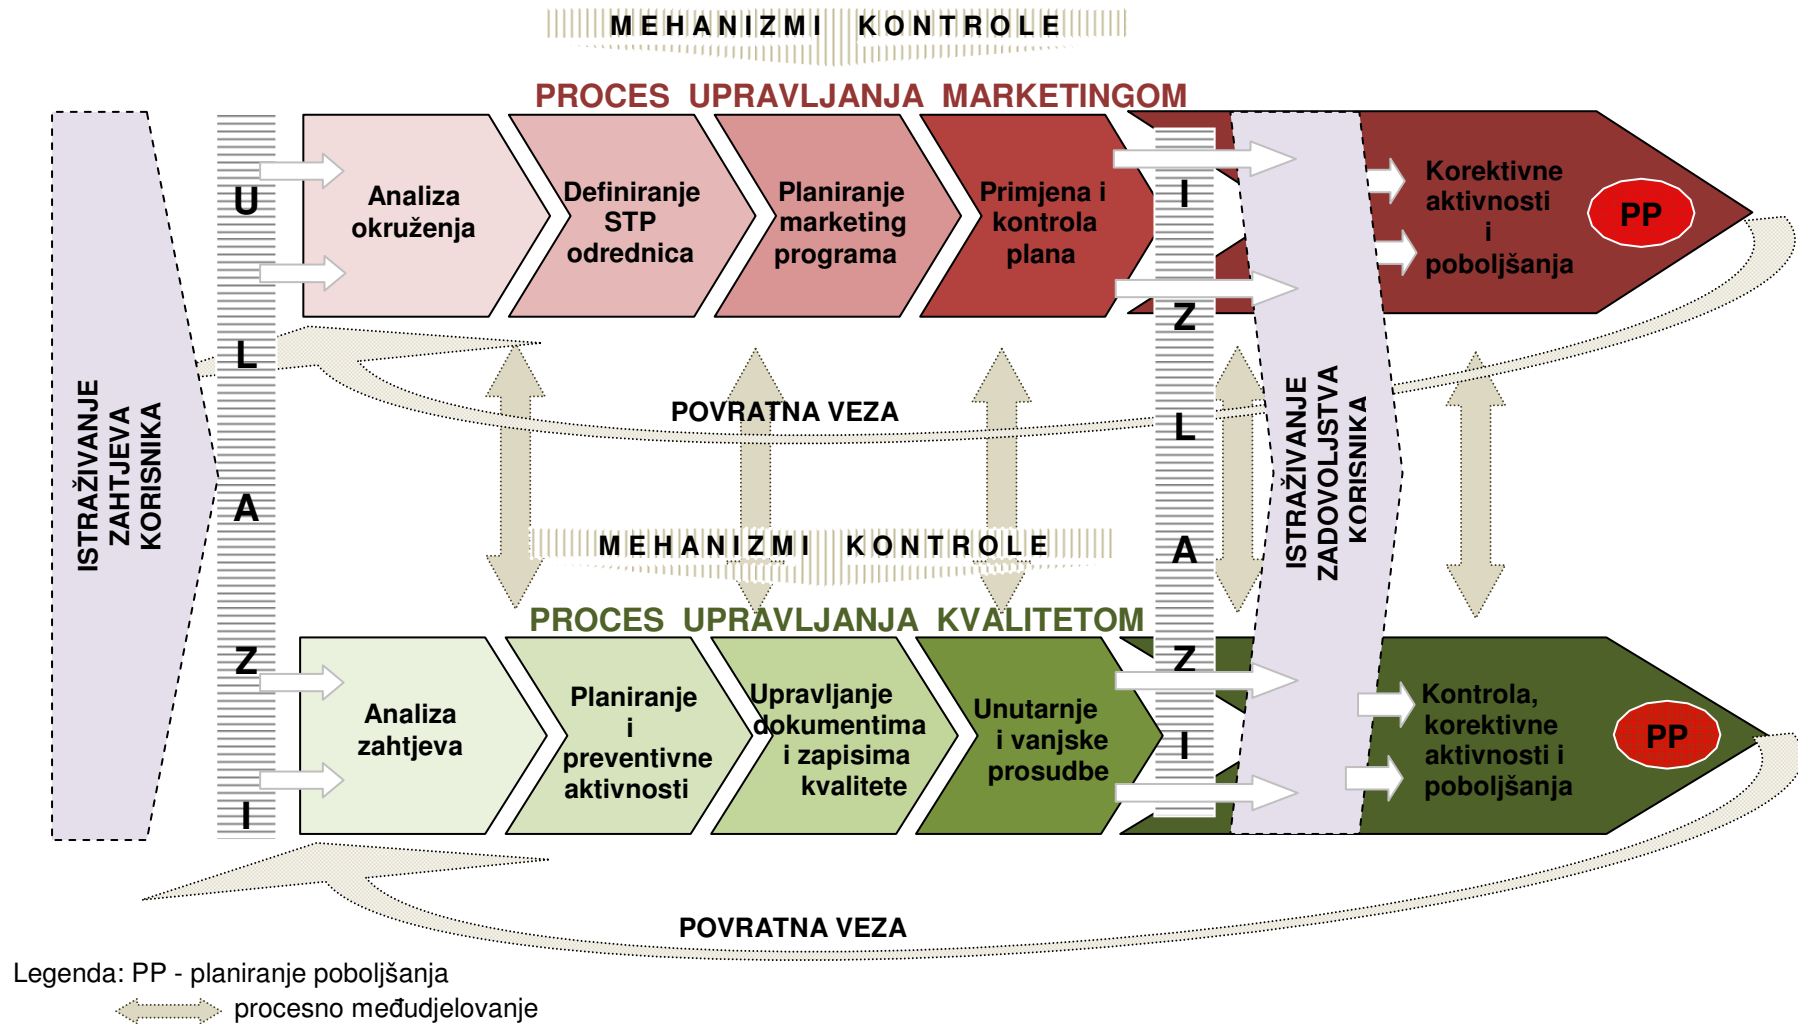 MEHANIZMI KONTROLE
PROCES UPRAVLJANJA MARKETINGOM
ISTRAŽIVANJE
ZAHTJEVA
KORISNIKA
U
L
A
Z
I
Analiza
okruženja
Definiranje
STP
odrednica
Planiranje
marketing
programa
Primjena i
kontrola
plana
I
Z
L
A
Z
I
ISTRAŽIVANJE
ZADOVOLJSTVA
KORISNIKA
Korektivne
aktivnosti
i
poboljšanja
PP
POVRATNA VEZA
MEHANIZMI KONTROLE
PROCES UPRAVLJANJA KVALITETOM
Analiza
zahtjeva
Planiranje
i
preventivne
aktivnosti
Upravljanje
dokumentima
i zapisima
kvalitete
Unutarnje
i vanjske
prosudbe
Kontrola,
korektivne
aktivnosti i
poboljšanja
PP
POVRATNA VEZA
Legenda: PP - planiranje poboljšanja
procesno međudjelovanje